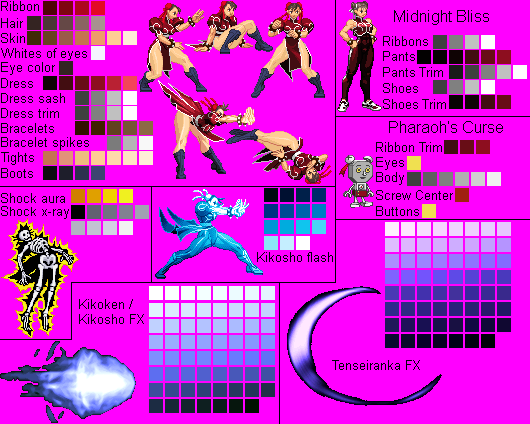 Ribbon
Hair
Skin
Whites of eyes
Eye color
Dress
Dress sash
Dress trim
Bracelets
Bracelet spikes
Tights
Boots
Midnight Bliss
Ribbons
Pants
Pants Trim
Shoes
Shoes Trim
Pharaoh's Curse
Ribbon Trim
Eyes
Body
Screw Center
Buttons
Shock aura
Shock x-ray
Kikosho flash
Kikoken /
Kikosho FX
Tenseiranka FX